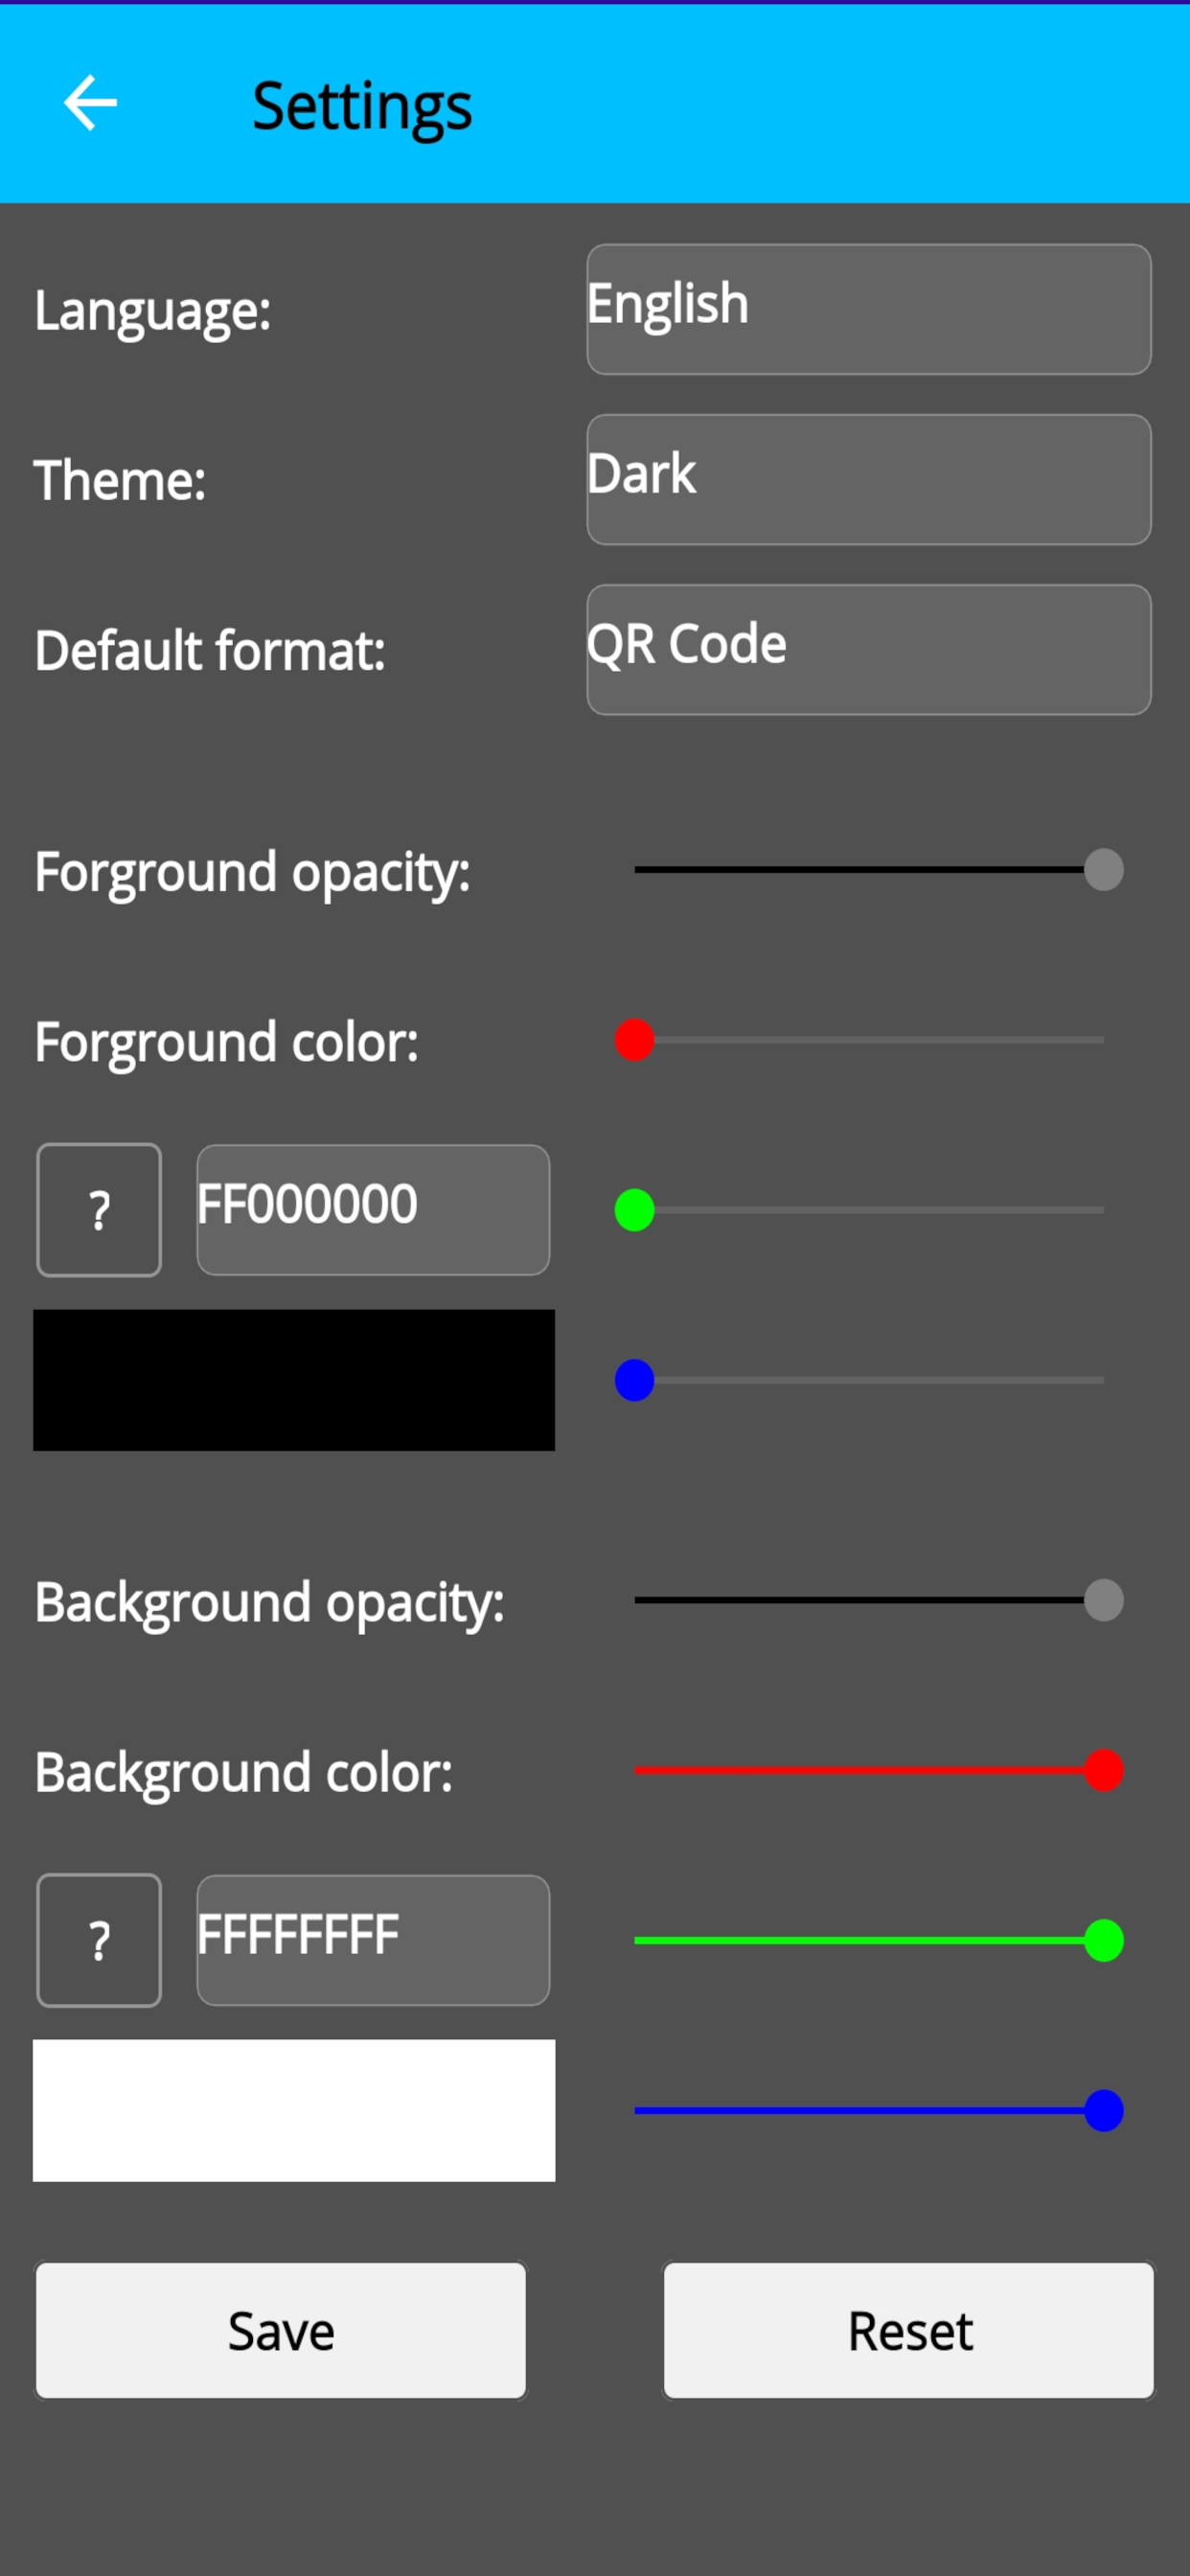 Settings
Language:
English
Theme:
Dark
Default format:
QR Code
Forground opacity:
Forground color:
?
FF000000
Background opacity:
Background color:
?
FFFFFFFF
Save
Reset